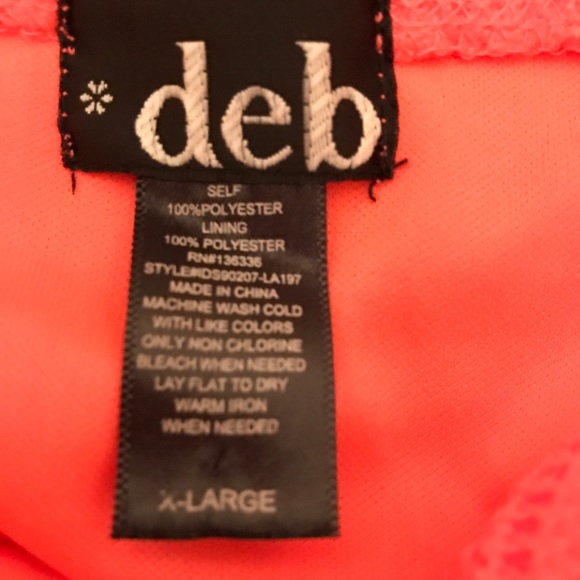 * deb
SELF
100%POLYESTER
LINING
100% POLYESTER
RN#136336
STYLE#IDS90207-LA197
MADE IN CHINA
MACHINE WASH COLD
WITH LIKE COLORS
ONLY NON CHLORINE
BLEACH WHEN NEEDED
LAY FLAT TO DRY
WARM IRON
WHEN NEEDED
X-LARGE